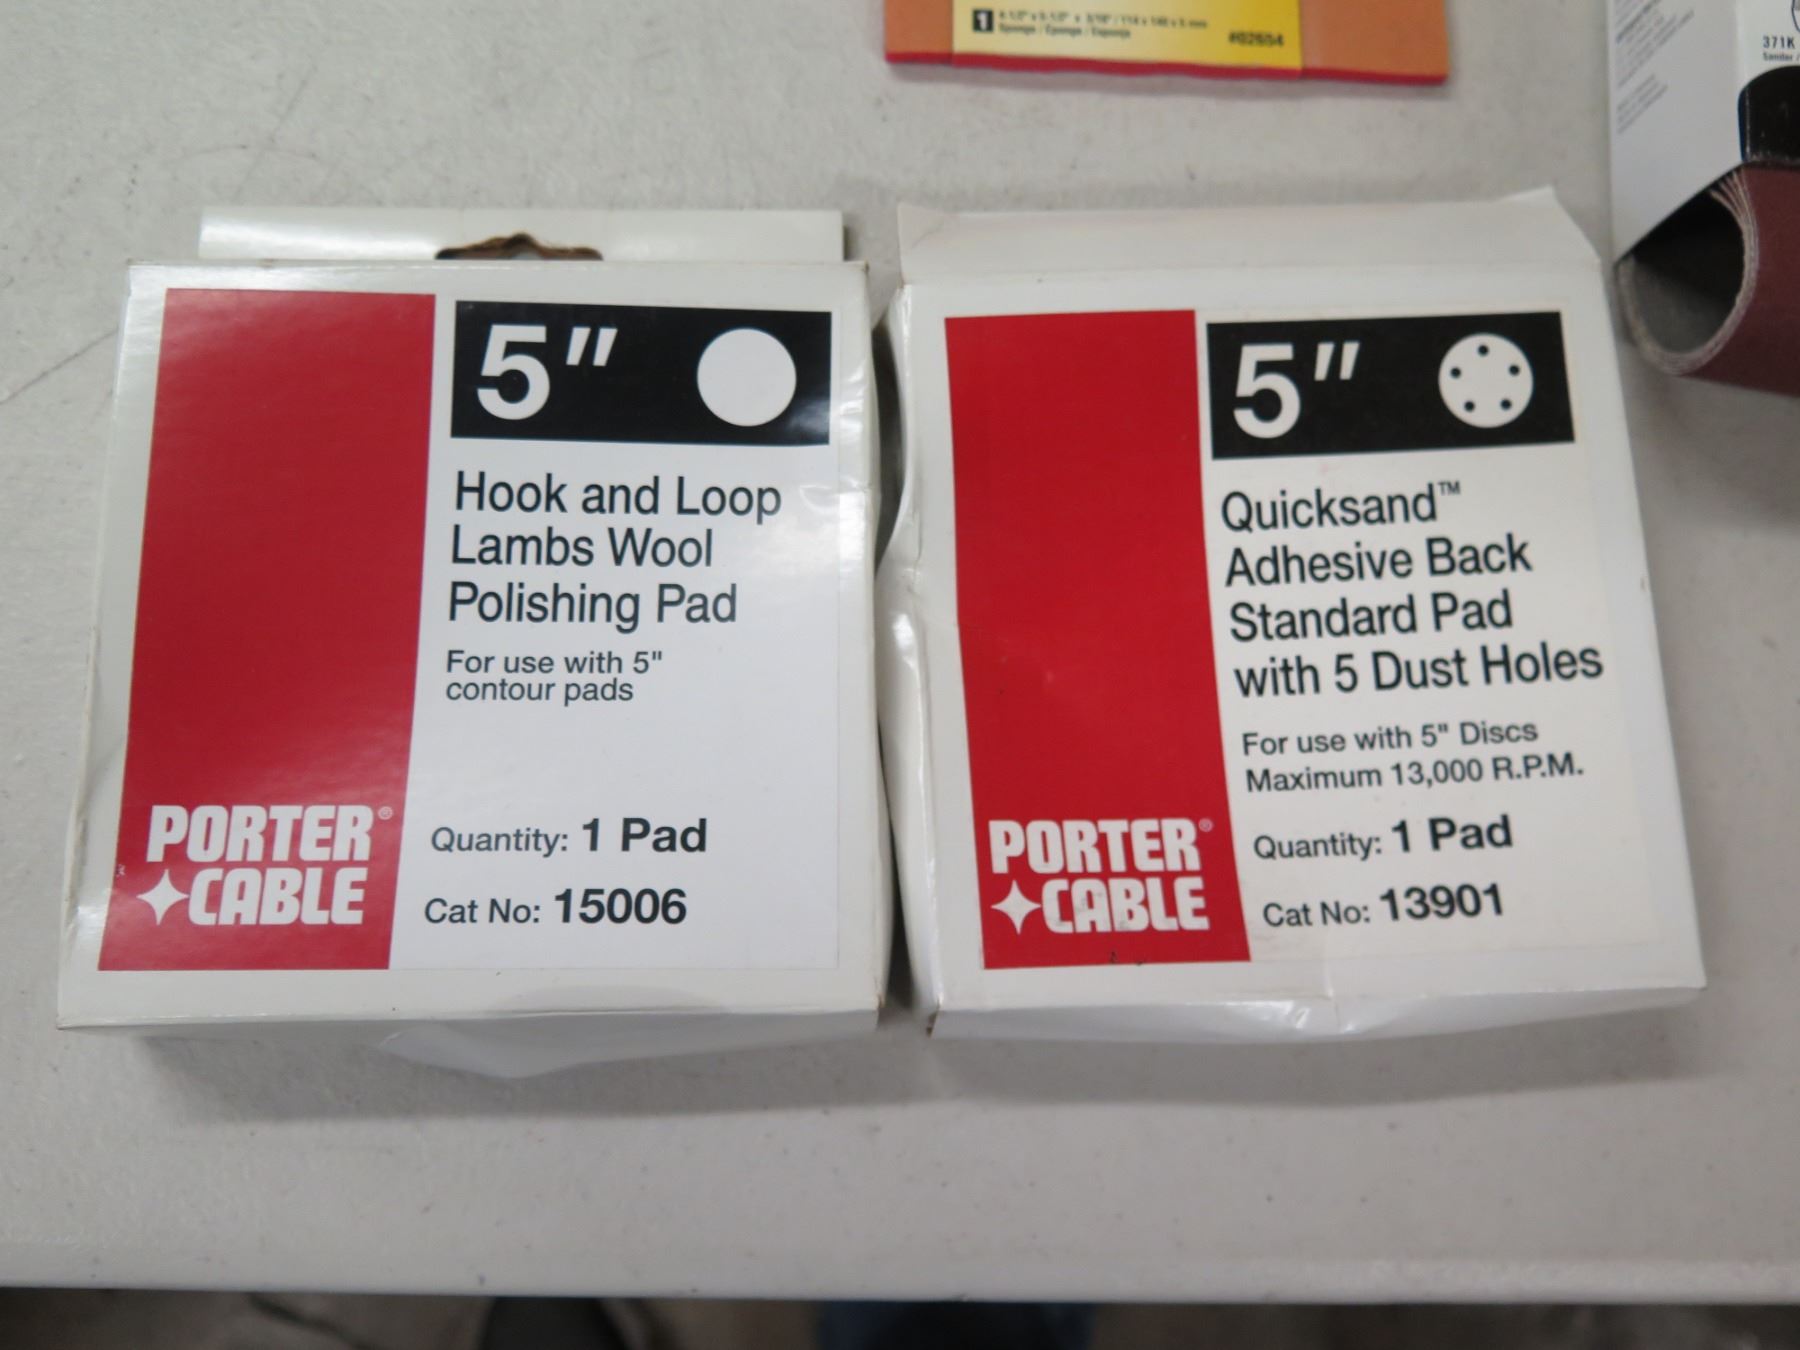 1
#02654
371K
5"
Hook and Loop
Lambs Wool
Polishing Pad
For use with 5"
contour pads
Quantity: 1 Pad
Cat No: 15006
PORTER®
CABLE
5"
Quicksand™
Adhesive Back
Standard Pad
with 5 Dust Holes
For use with 5" Discs
Maximum 13,000 R.P.M.
Quantity: 1 Pad
Cat No: 13901
PORTER®
CABLE